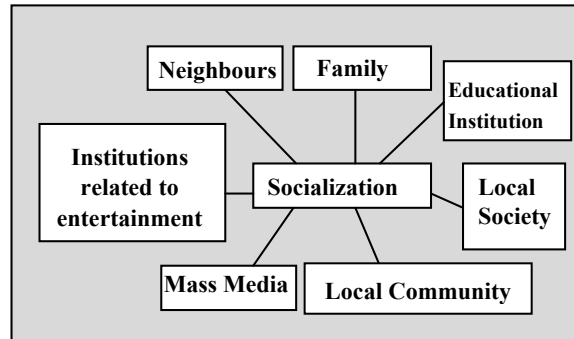 Neighbours
Family
Educational
Institution
Institutions
related to
entertainment
Socialization
Local
Society
Mass Media
Local Community